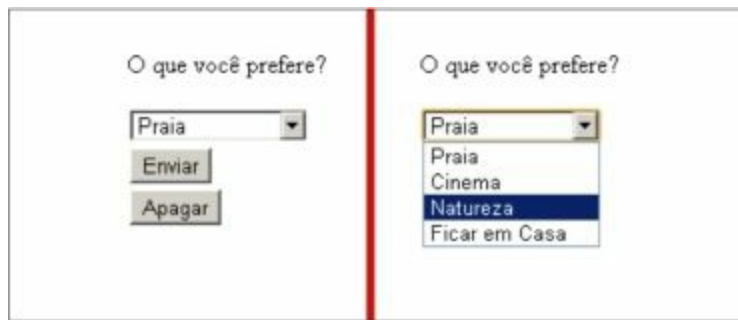 O que você prefere?
Praia
Enviar
Apagar
O que você prefere?
Praia
Praia
Cinema
Natureza
Ficar em Casa